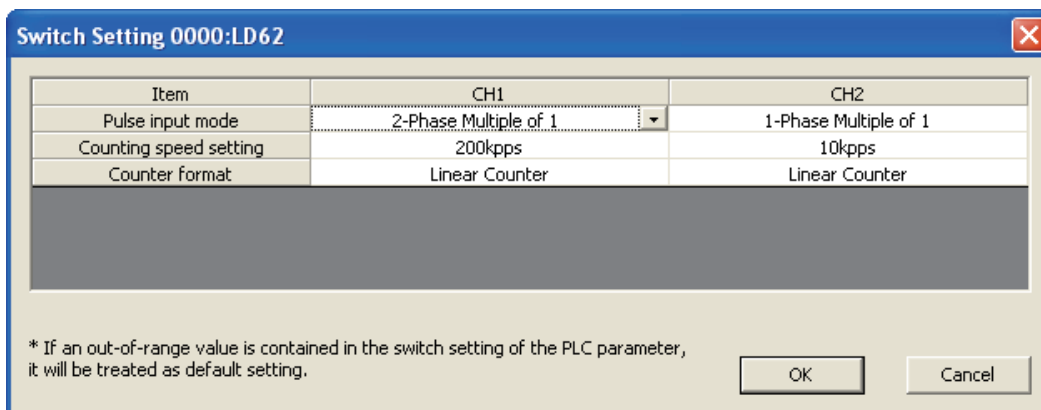 Switch Setting 0000:LD62
Item CH1 CH2
Pulse input mode 2-Phase Multiple of 1 1-Phase Multiple of 1
Counting speed setting 200kpps 10kpps
Counter format Linear Counter Linear Counter
* If an out-of-range value is contained in the switch setting of the PLC parameter,
it will be treated as default setting.
OK Cancel